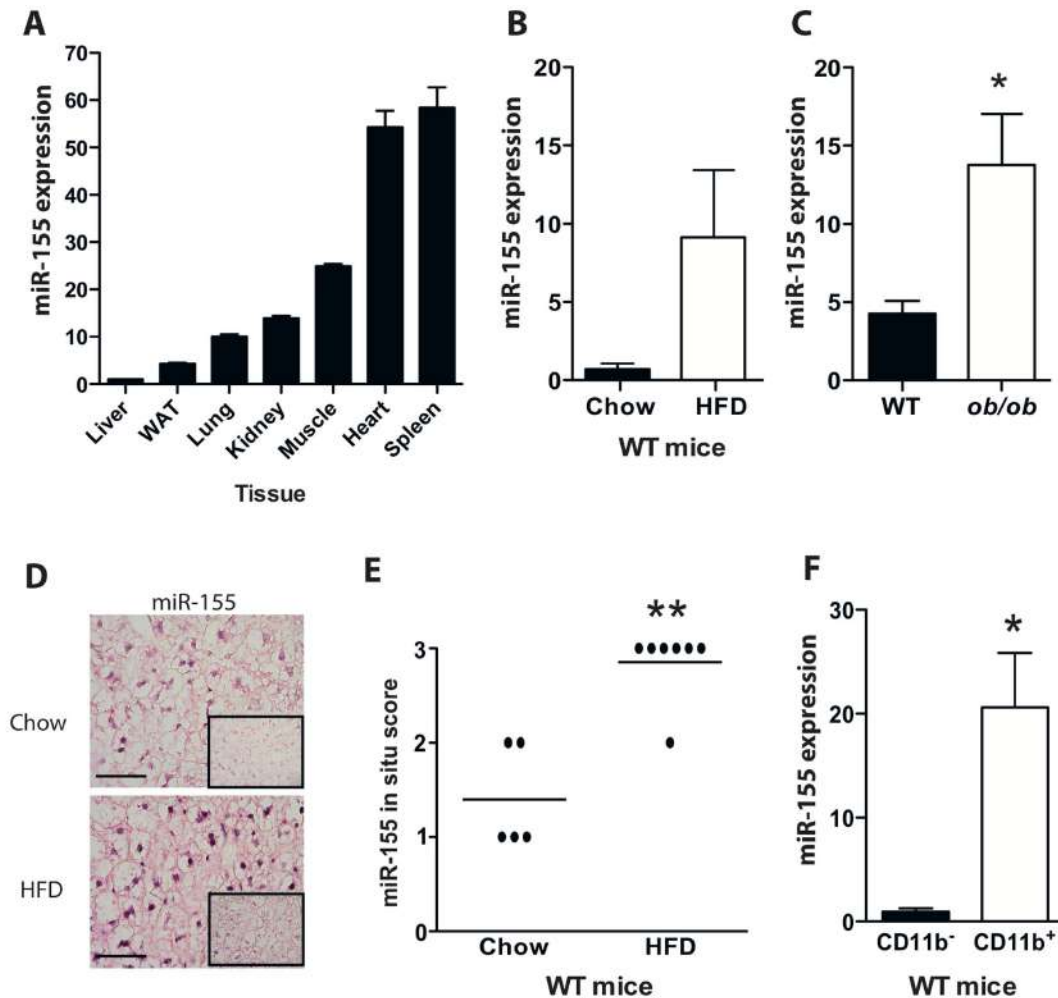 A
miR-155 expression
70
60
50
40
30
20
10
0
Liver
WAT
Lung
Kidney
Muscle
Heart
Spleen
Tissue
B
miR-155 expression
20
15
10
5
0
Chow
HFD
WT mice
C
miR-155 expression
20
15
10
5
0
*
WT
ob/ob
D
miR-155
Chow
HFD
E
miR-155 in situ score
3
2
1
0
**
Chow
HFD
WT mice
F
miR-155 expression
30
20
10
0
*
CD11b⁻
CD11b⁺
WT mice